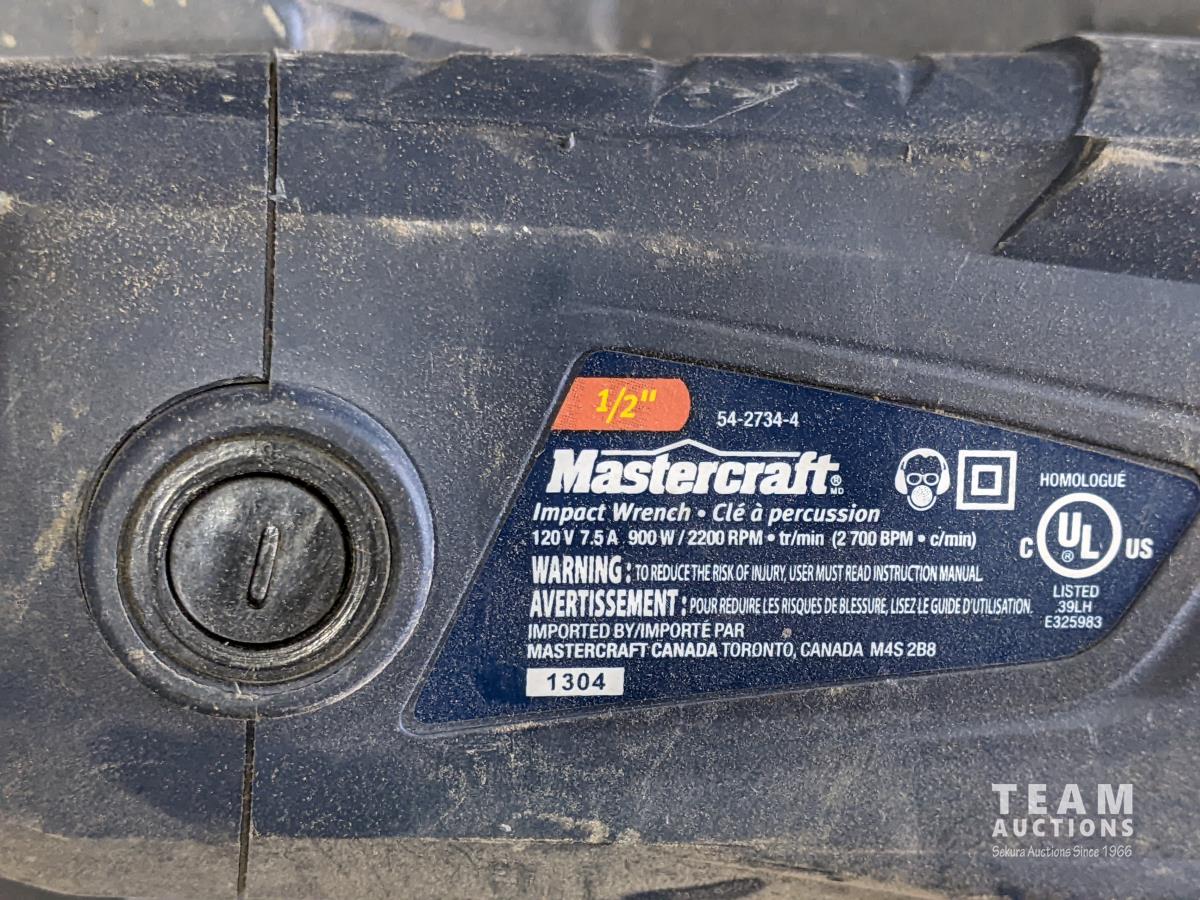 1/2"
54-2734-4
Mastercraft®
MD
Impact Wrench • Clé à percussion
120 V 7.5 A 900 W / 2200 RPM • tr/min (2 700 BPM • c/min)
WARNING : TO REDUCE THE RISK OF INJURY, USER MUST READ INSTRUCTION MANUAL.
AVERTISSEMENT : POUR RÉDUIRE LES RISQUES DE BLESSURE, LISEZ LE GUIDE D'UTILISATION.
IMPORTED BY/IMPORTÉ PAR
MASTERCRAFT CANADA TORONTO, CANADA M4S 2B8
1304
HOMOLOGUÉ
C UL® US
LISTED
39LH
E325983
TEAM
AUCTIONS
Sekura Auctions Since 1966